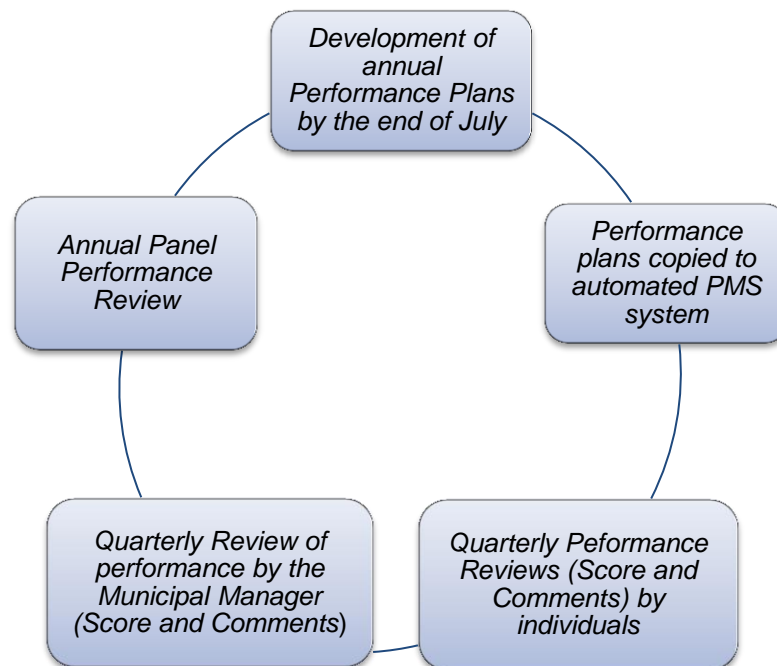 Development of
annual
Performance Plans
by the end of July
Performance
plans copied to
automated PMS
system
Quarterly Peformance
Reviews (Score and
Comments) by
individuals
Quarterly Review of
performance by the
Municipal Manager
(Score and Comments)
Annual Panel
Performance
Review